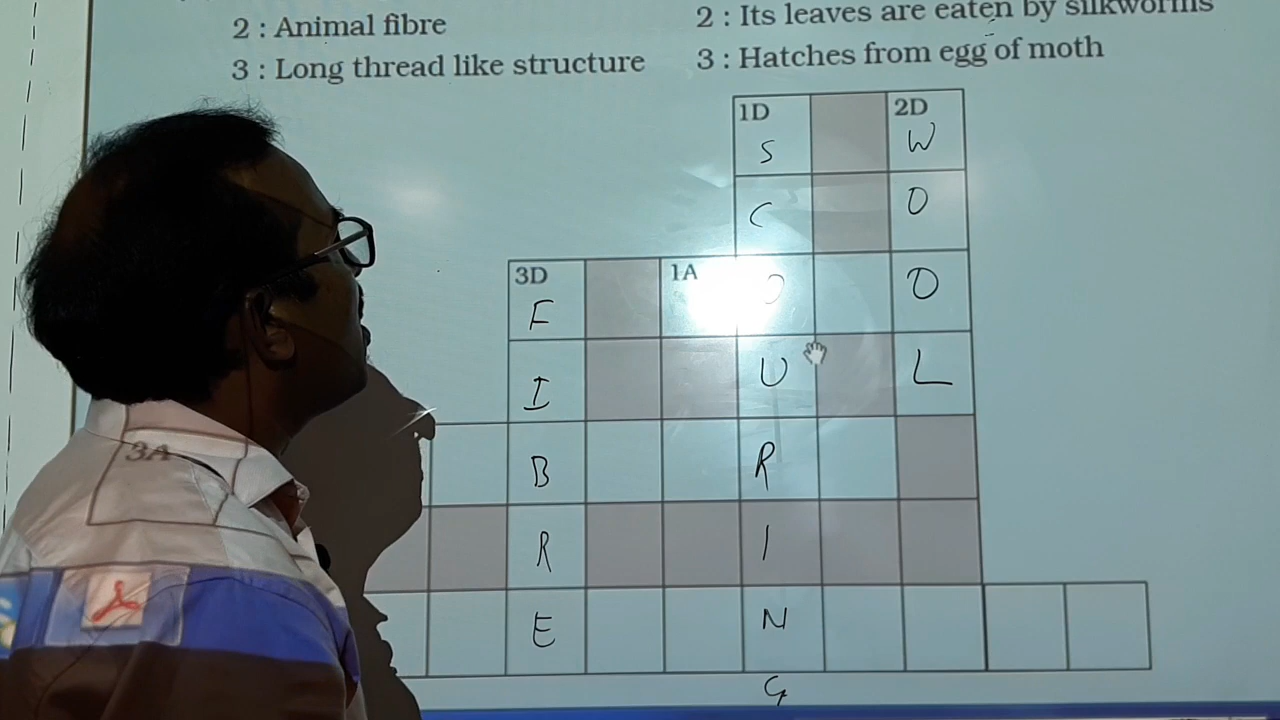 2 : Animal fibre
2 : Its leaves are eaten by silkworms
3 : Long thread like structure
3 : Hatches from egg of moth
1D
2D
S
W
C
O
3D
1A
F
O
O
I
U
L
3A
B
R
R
I
E
N
G